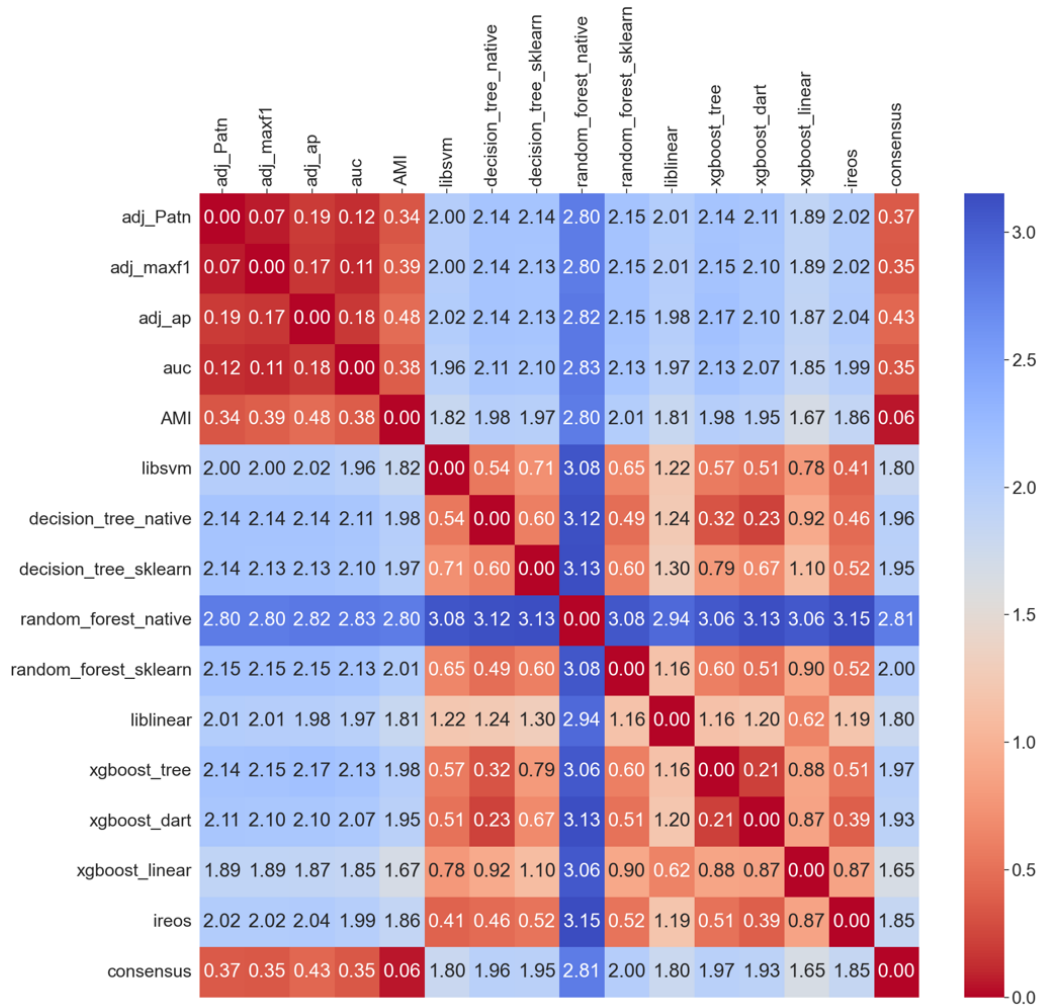 adj_Patn adj_maxf1 adj_ap auc AMI libsvm decision_tree_native decision_tree_sklearn random_forest_native random_forest_sklearn liblinear xgboost_tree xgboost_dart xgboost_linear ireos consensus
adj_Patn 0.00 0.07 0.19 0.12 0.34 2.00 2.14 2.14 2.80 2.15 2.01 2.14 2.11 1.89 2.02 0.37
adj_maxf1 0.07 0.00 0.17 0.11 0.39 2.00 2.14 2.13 2.80 2.15 2.01 2.15 2.10 1.89 2.02 0.35
adj_ap 0.19 0.17 0.00 0.18 0.48 2.02 2.14 2.13 2.82 2.15 1.98 2.17 2.10 1.87 2.04 0.43
auc 0.12 0.11 0.18 0.00 0.38 1.96 2.11 2.10 2.83 2.13 1.97 2.13 2.07 1.85 1.99 0.35
AMI 0.34 0.39 0.48 0.38 0.00 1.82 1.98 1.97 2.80 2.01 1.81 1.98 1.95 1.67 1.86 0.06
libsvm 2.00 2.00 2.02 1.96 1.82 0.00 0.54 0.71 3.08 0.65 1.22 0.57 0.51 0.78 0.41 1.80
decision_tree_native 2.14 2.14 2.14 2.11 1.98 0.54 0.00 0.60 3.12 0.49 1.24 0.32 0.23 0.92 0.46 1.96
decision_tree_sklearn 2.14 2.13 2.13 2.10 1.97 0.71 0.60 0.00 3.13 0.60 1.30 0.79 0.67 1.10 0.52 1.95
random_forest_native 2.80 2.80 2.82 2.83 2.80 3.08 3.12 3.13 0.00 3.08 2.94 3.06 3.13 3.06 3.15 2.81
random_forest_sklearn 2.15 2.15 2.15 2.13 2.01 0.65 0.49 0.60 3.08 0.00 1.16 0.60 0.51 0.90 0.52 2.00
liblinear 2.01 2.01 1.98 1.97 1.81 1.22 1.24 1.30 2.94 1.16 0.00 1.16 1.20 0.62 1.19 1.80
xgboost_tree 2.14 2.15 2.17 2.13 1.98 0.57 0.32 0.79 3.06 0.60 1.16 0.00 0.21 0.88 0.51 1.97
xgboost_dart 2.11 2.10 2.10 2.07 1.95 0.51 0.23 0.67 3.13 0.51 1.20 0.21 0.00 0.87 0.39 1.93
xgboost_linear 1.89 1.89 1.87 1.85 1.67 0.78 0.92 1.10 3.06 0.90 0.62 0.88 0.87 0.00 0.87 1.65
ireos 2.02 2.02 2.04 1.99 1.86 0.41 0.46 0.52 3.15 0.52 1.19 0.51 0.39 0.87 0.00 1.85
consensus 0.37 0.35 0.43 0.35 0.06 1.80 1.96 1.95 2.81 2.00 1.80 1.97 1.93 1.65 1.85 0.00
3.0
2.5
2.0
1.5
1.0
0.5
0.0